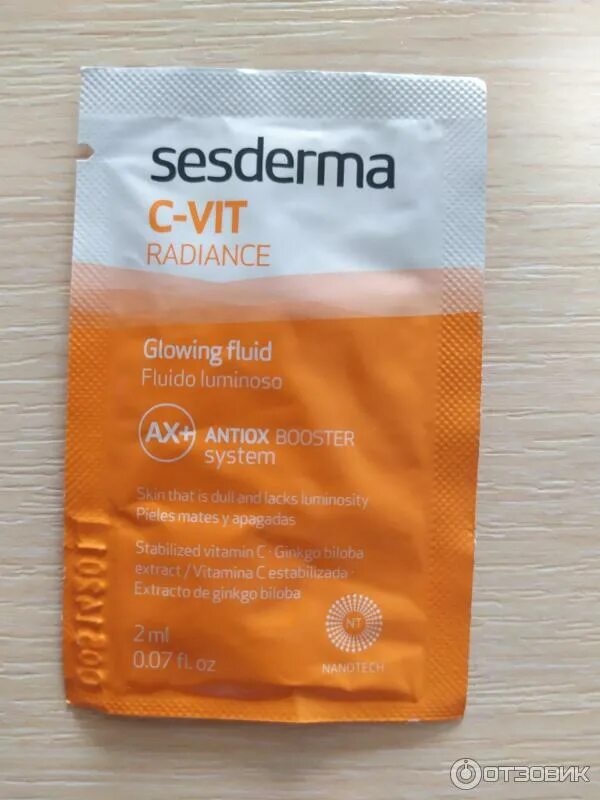 sesderma
C-VIT
RADIANCE
Glowing fluid
Fluido luminoso
AX+ ANTIOX BOOSTER
system
Skin that is dull and lacks luminosity
Pieles mates y apagadas
Stabilized vitamin C · Ginkgo biloba
extract / Vitamina C estabilizada ·
Extracto de ginkgo biloba
2 ml
0.07 fl. oz
NT
NANOTECH
ОТЗОВИК